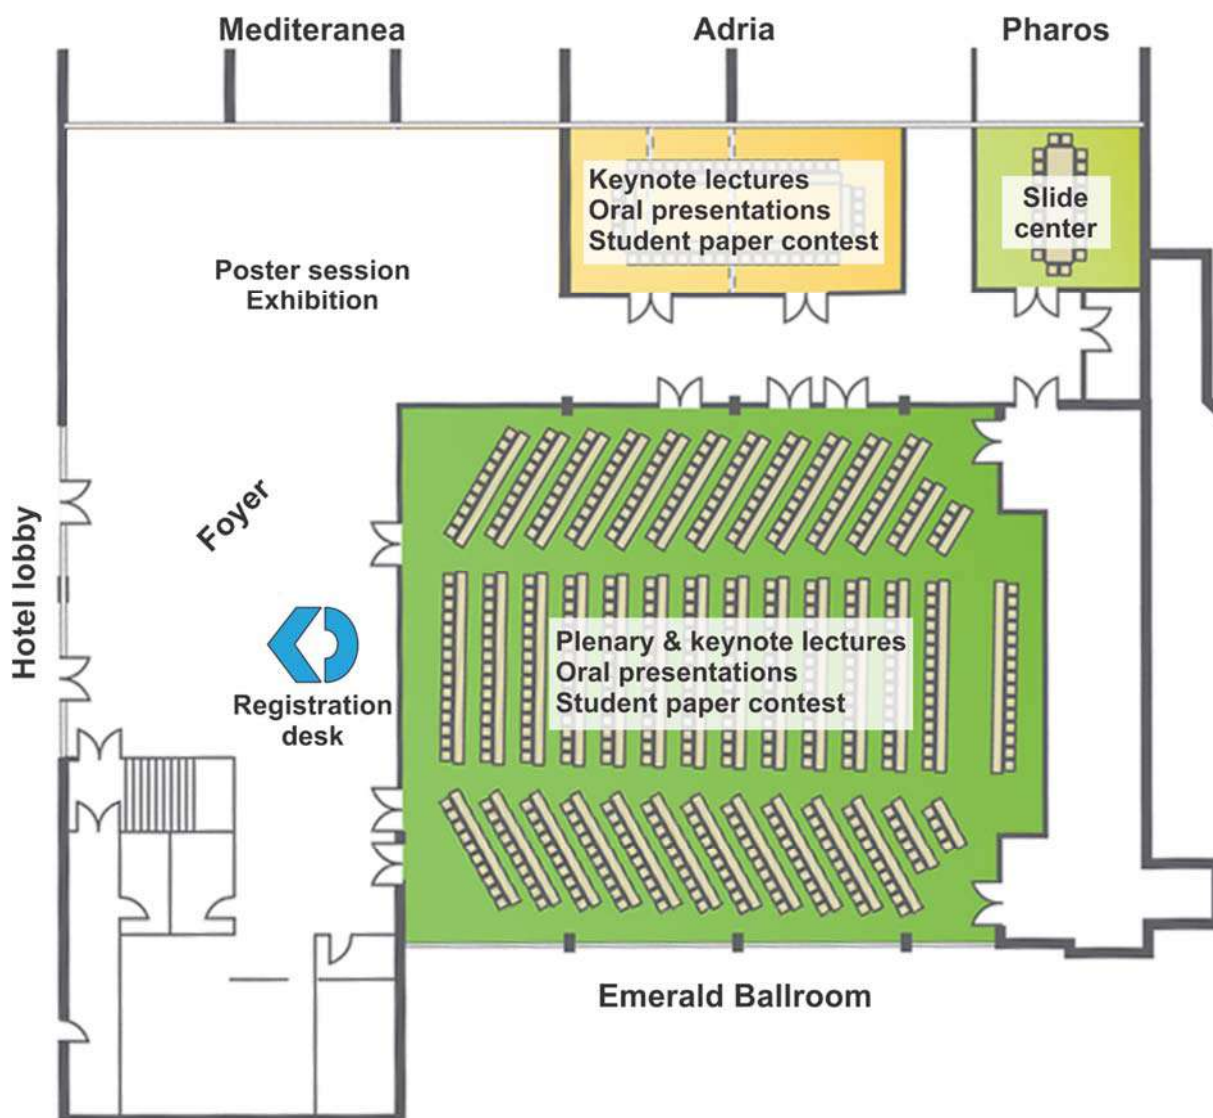 Mediteranea
Adria
Pharos
Keynote lectures
Oral presentations
Student paper contest
Slide
center
Poster session
Exhibition
Foyer
Hotel lobby
Registration
desk
Plenary & keynote lectures
Oral presentations
Student paper contest
Emerald Ballroom